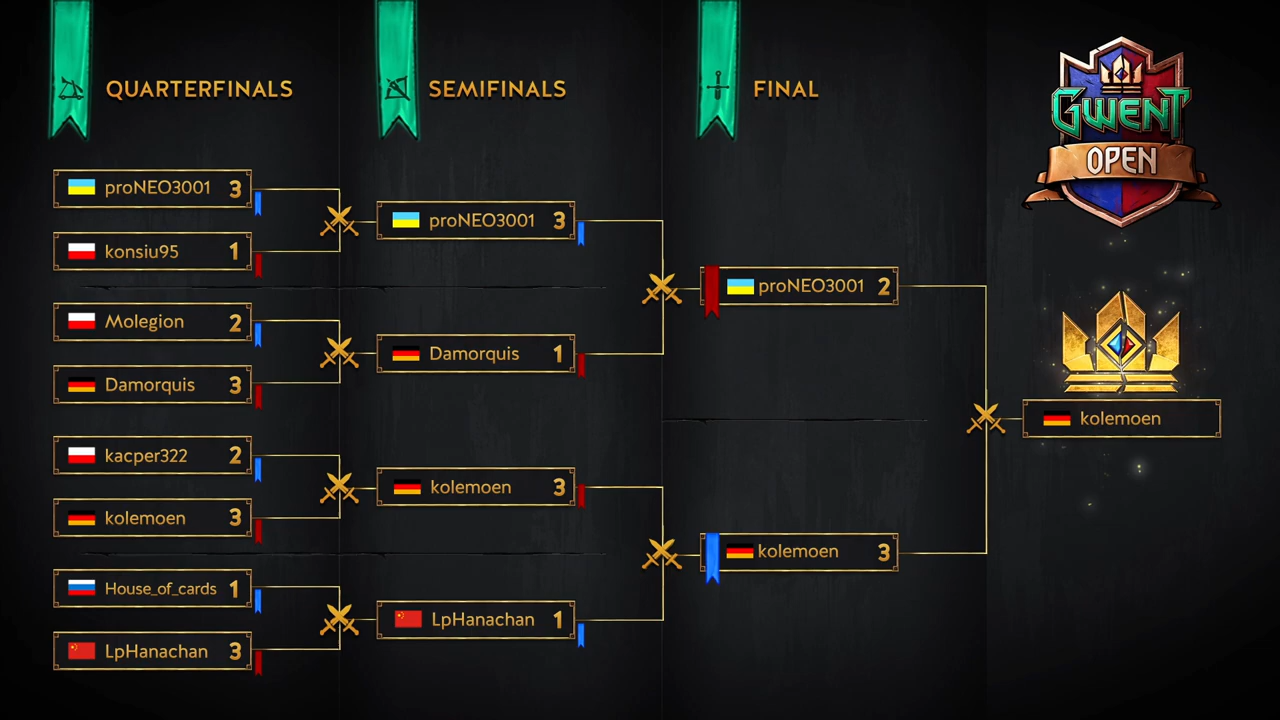 QUARTERFINALS
SEMIFINALS
FINAL
GWENT
OPEN
proNEO3001 3
konsiu95 1
Molegion 2
Damorquis 3
kacper322 2
kolemoen 3
House_of_cards 1
LpHanachan 3
proNEO3001 3
Damorquis 1
kolemoen 3
LpHanachan 1
proNEO3001 2
kolemoen 3
kolemoen